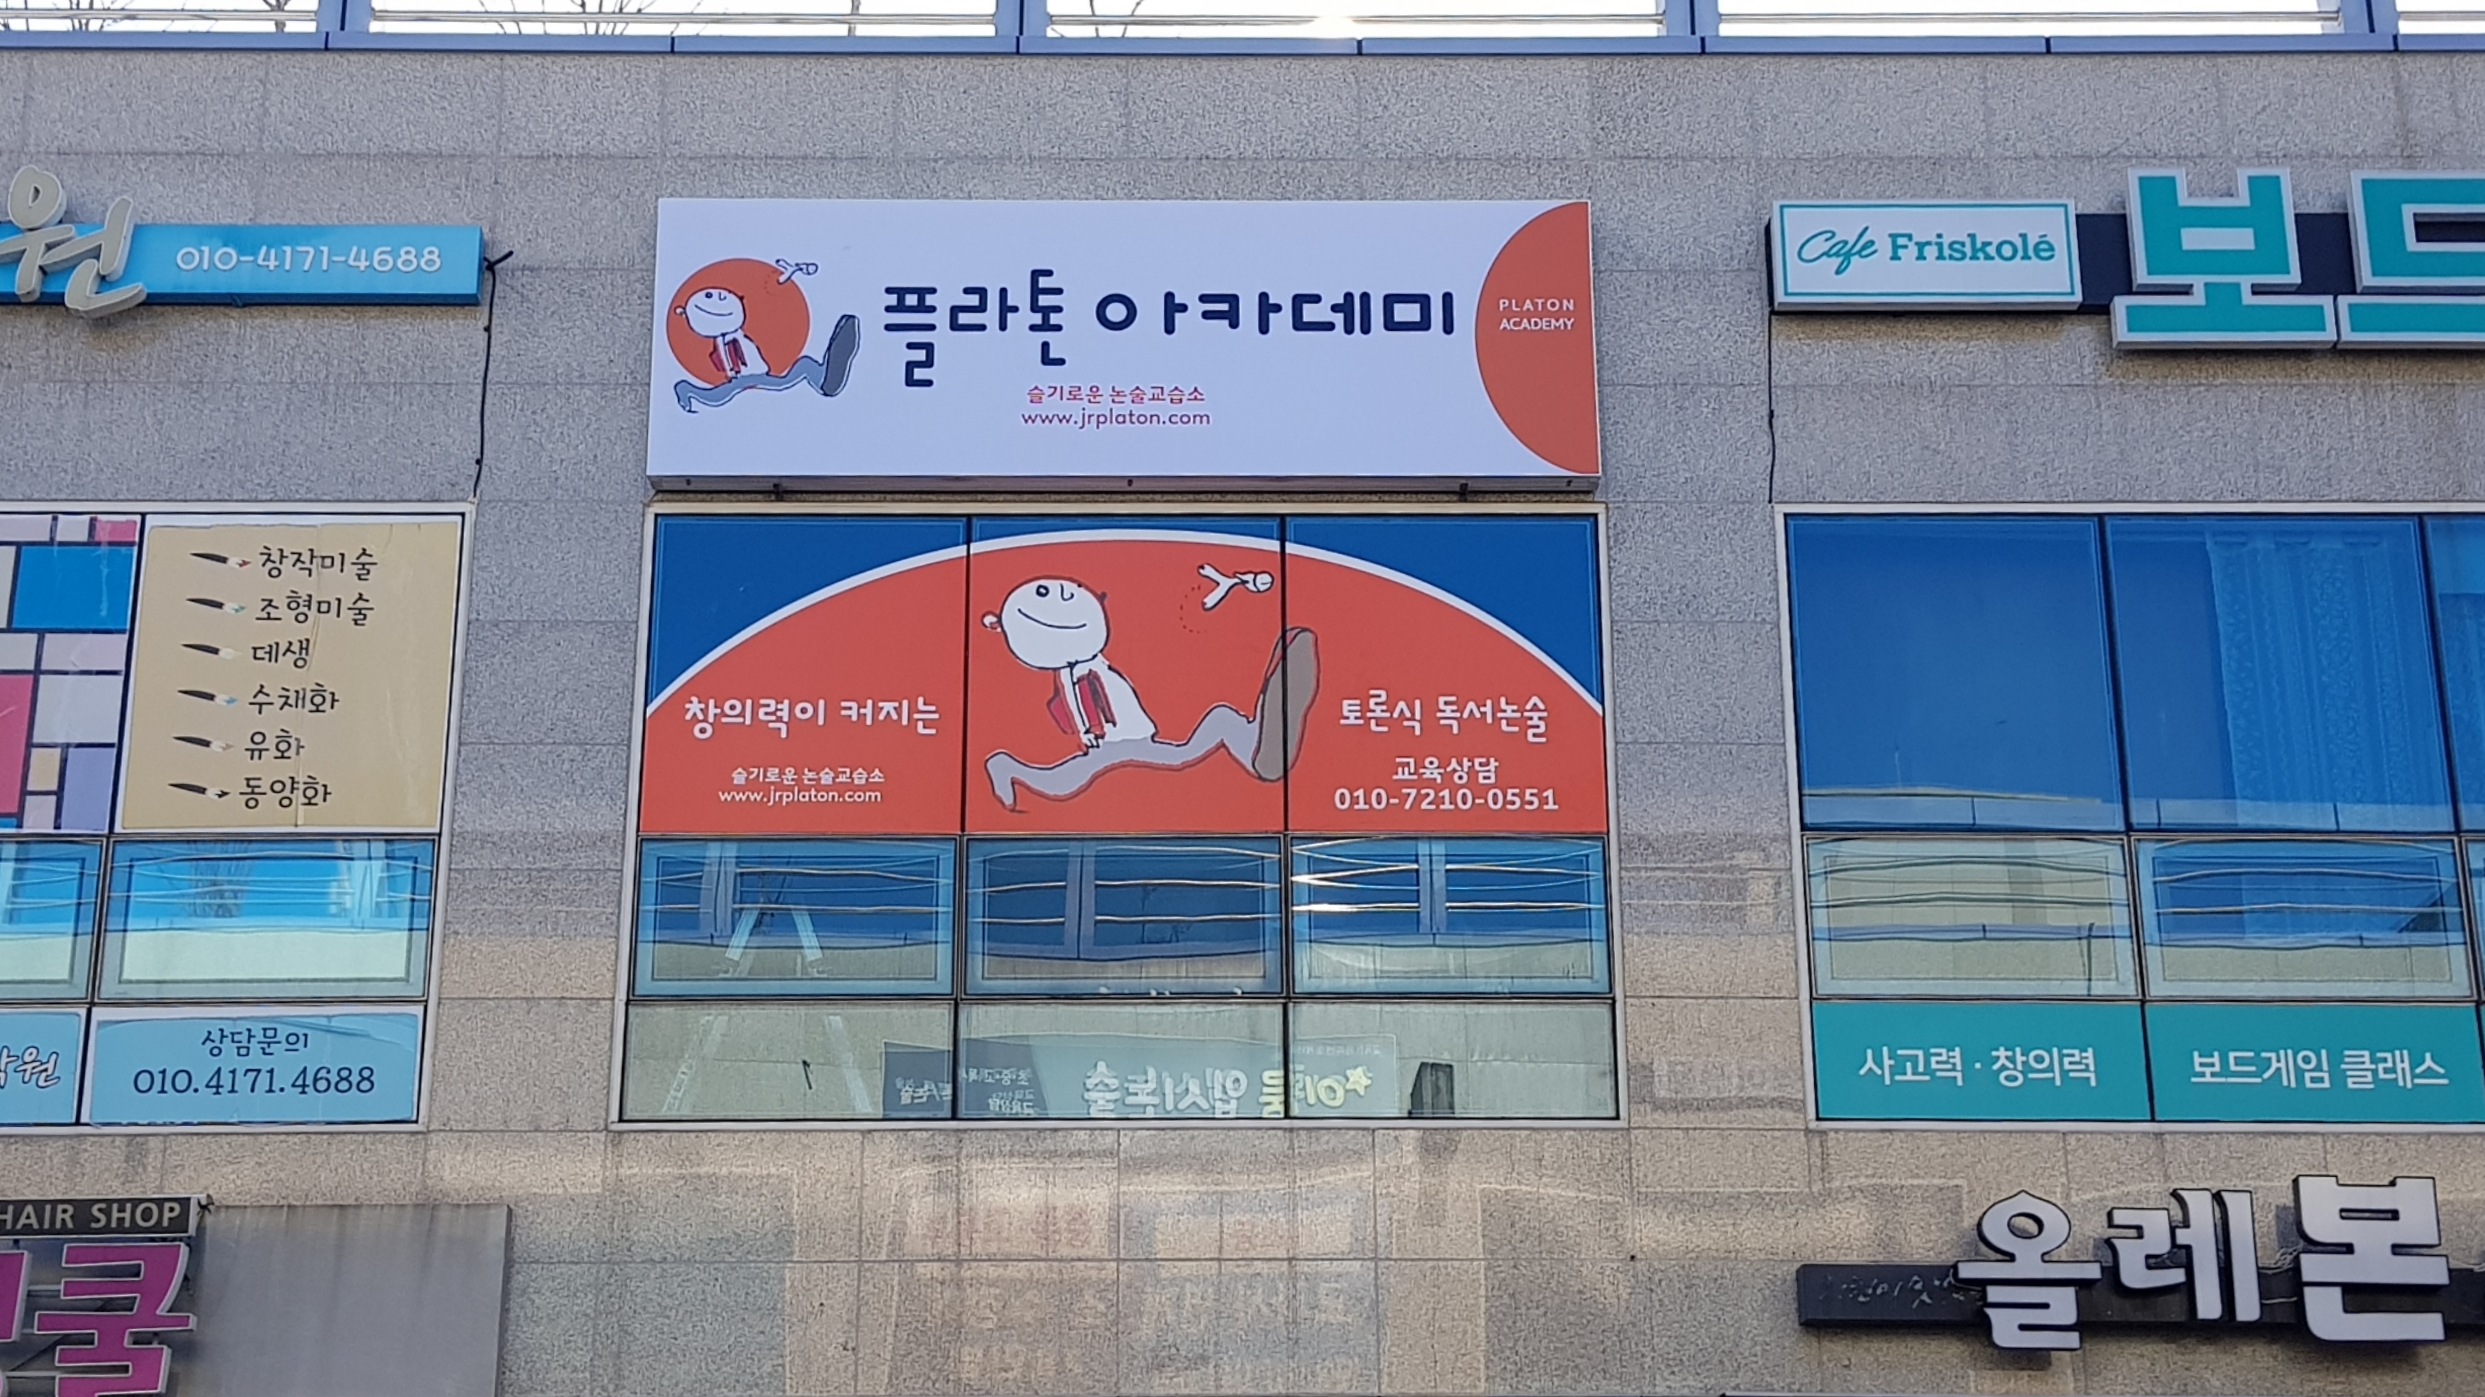 원 010-4171-4688
플라톤 아카데미
슬기로운 논술교습소
www.jrplaton.com
PLATON
ACADEMY
Cafe Friskolé
보드
창작미술
조형미술
데생
수채화
유화
동양화
창의력이 커지는
슬기로운 논술교습소
www.jrplaton.com
토론식 독서논술
교육상담
010-7210-0551
원
상담문의
010.4171.4688
사고력·창의력
보드게임 클래스
HAIR SHOP
쿨
올레본